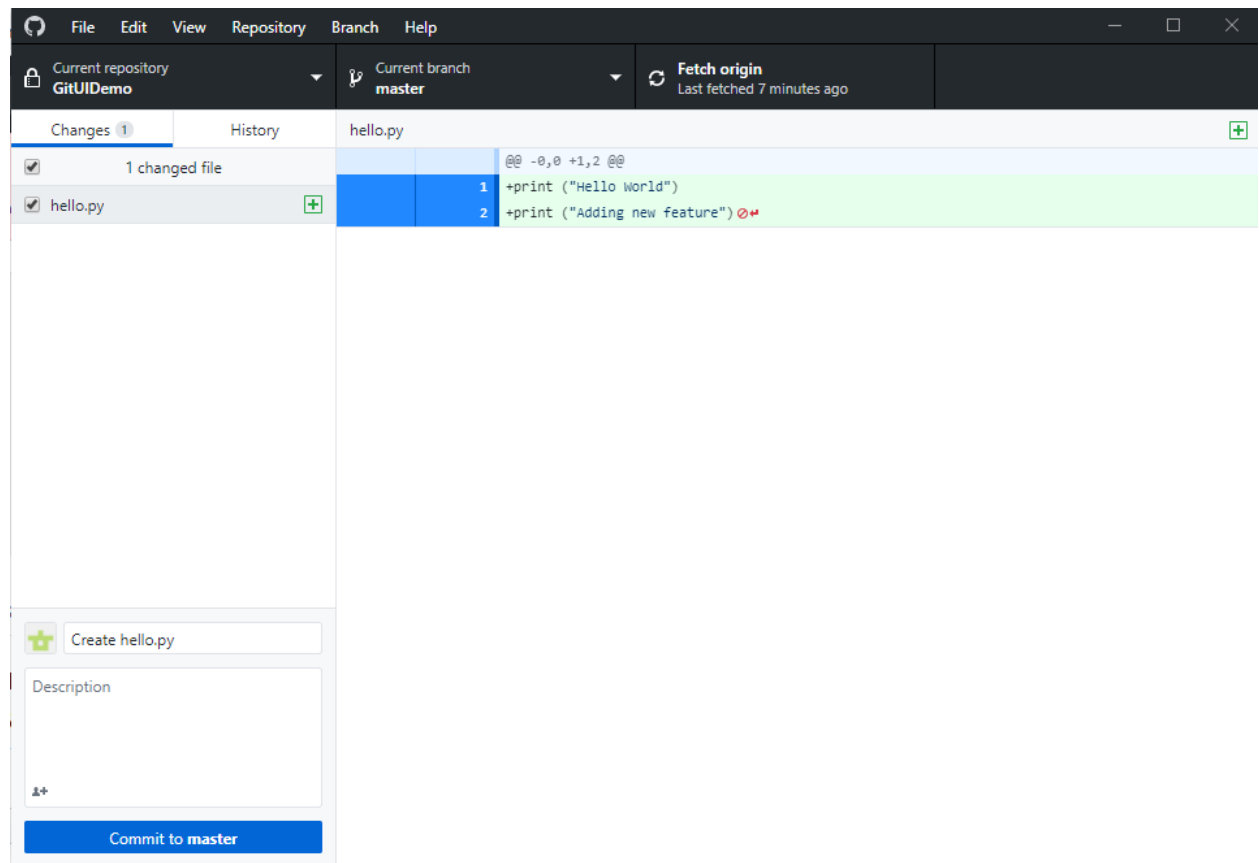 File Edit View Repository Branch Help
Current repository
GitUIDemo
Current branch
master
Fetch origin
Last fetched 7 minutes ago
Changes 1
History
hello.py
1 changed file
hello.py
@@ -0,0 +1,2 @@
1 +print ("Hello World")
2 +print ("Adding new feature")
Create hello.py
Description
Commit to master